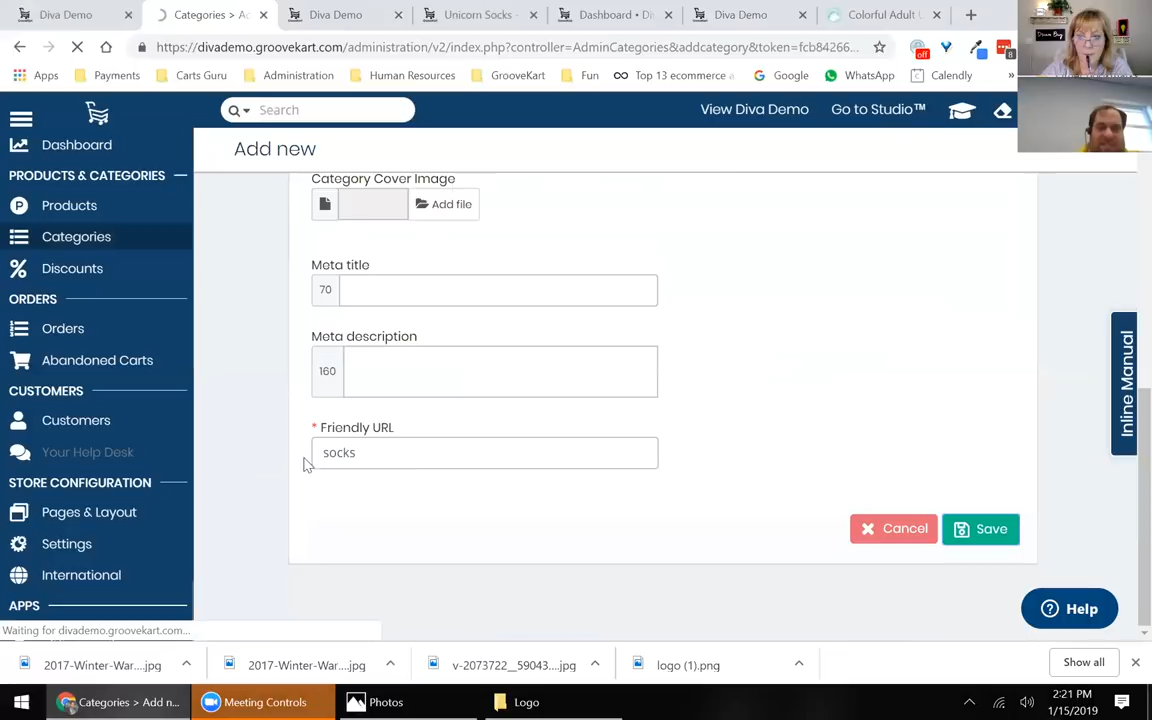 Diva Demo
Categories > A
Diva Demo
Unicorn Socks -
Dashboard • Di
Diva Demo
Colorful Adult
https://divademo.groovekart.com/administration/v2/index.php?controller=AdminCategories&addcategory&token=fcb84266...
off
8
Apps
Payments
Carts Guru
Administration
Human Resources
GrooveKart
Fun
Top 13 ecommerce
Google
WhatsApp
Calendly
»
Search
View Diva Demo
Go to Studio™
Dashboard
Add new
PRODUCTS & CATEGORIES
Products
Categories
Discounts
ORDERS
Orders
Abandoned Carts
CUSTOMERS
Customers
Your Help Desk
STORE CONFIGURATION
Pages & Layout
Settings
International
APPS
Category Cover Image
Add file
Meta title
70
Meta description
160
* Friendly URL
socks
Cancel
Save
Inline Manual
Help
Waiting for divademo.groovekart.com...
2017-Winter-War....jpg
2017-Winter-War....jpg
v-2073722__59043....jpg
logo (1).png
Show all
Categories > Add n...
Meeting Controls
Photos
Logo
2:21 PM
1/15/2019